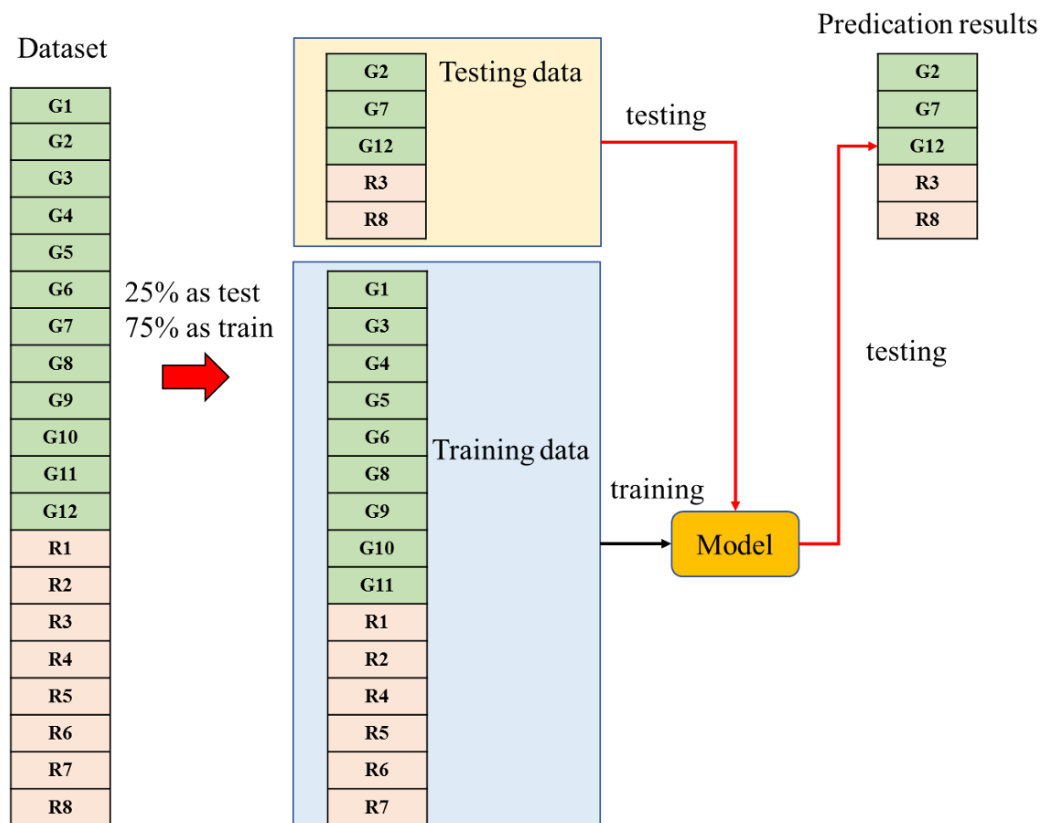 Dataset
G1
G2
G3
G4
G5
G6
G7
G8
G9
G10
G11
G12
R1
R2
R3
R4
R5
R6
R7
R8
25% as test
75% as train
Testing data
G2
G7
G12
R3
R8
Training data
G1
G3
G4
G5
G6
G8
G9
G10
G11
R1
R2
R4
R5
R6
R7
testing
training
Model
testing
Predication results
G2
G7
G12
R3
R8